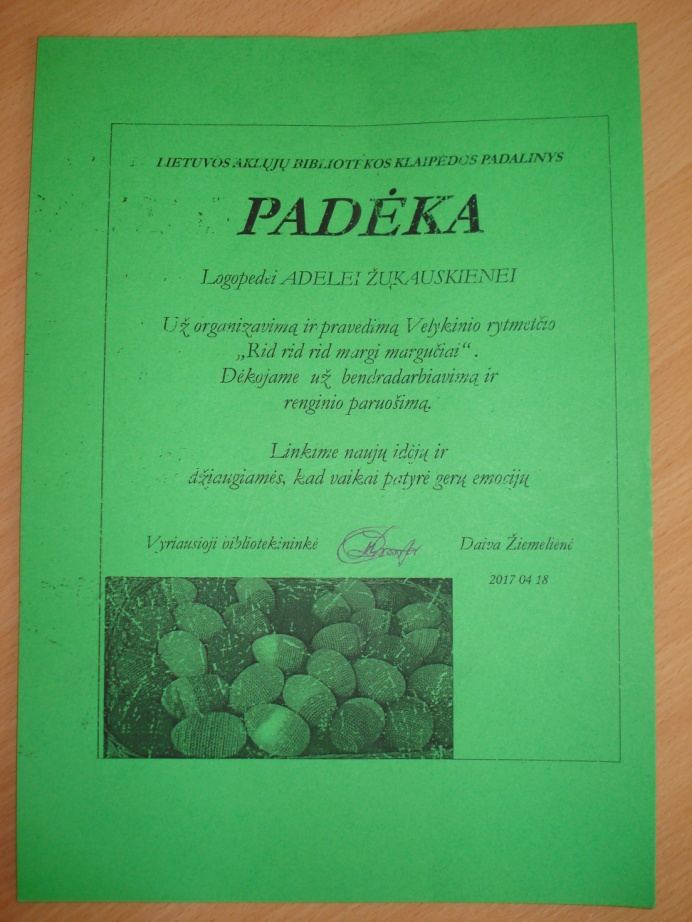 LIETUVOS AKLŲJŲ BIBLIOTEKOS KLAIPĖDOS PADALINYS
PADĖKA
Logopedei ADELEI ŽUKAUSKIENEI
Už organizavimą ir pravedimą Velykinio rytmečio
„Rid rid rid margi margučiai“.
Dėkojame už bendradarbiavimą ir
renginio paruošimą.
Linkime naujų idėjų ir
džiaugiamės, kad vaikai patyrė gerų emocijų
Vyriausioji bibliotekininkė Daiva Žiemelienė
2017 04 18